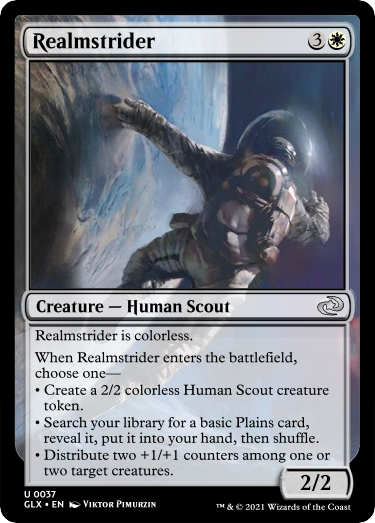 Realmstrider 3
Creature — Human Scout
Realmstrider is colorless.
When Realmstrider enters the battlefield,
choose one—
• Create a 2/2 colorless Human Scout creature
token.
• Search your library for a basic Plains card,
reveal it, put it into your hand, then shuffle.
• Distribute two +1/+1 counters among one or
two target creatures.
2/2
U 0037
GLX • EN Viktor Pimurzin
™ & © 2021 Wizards of the Coast